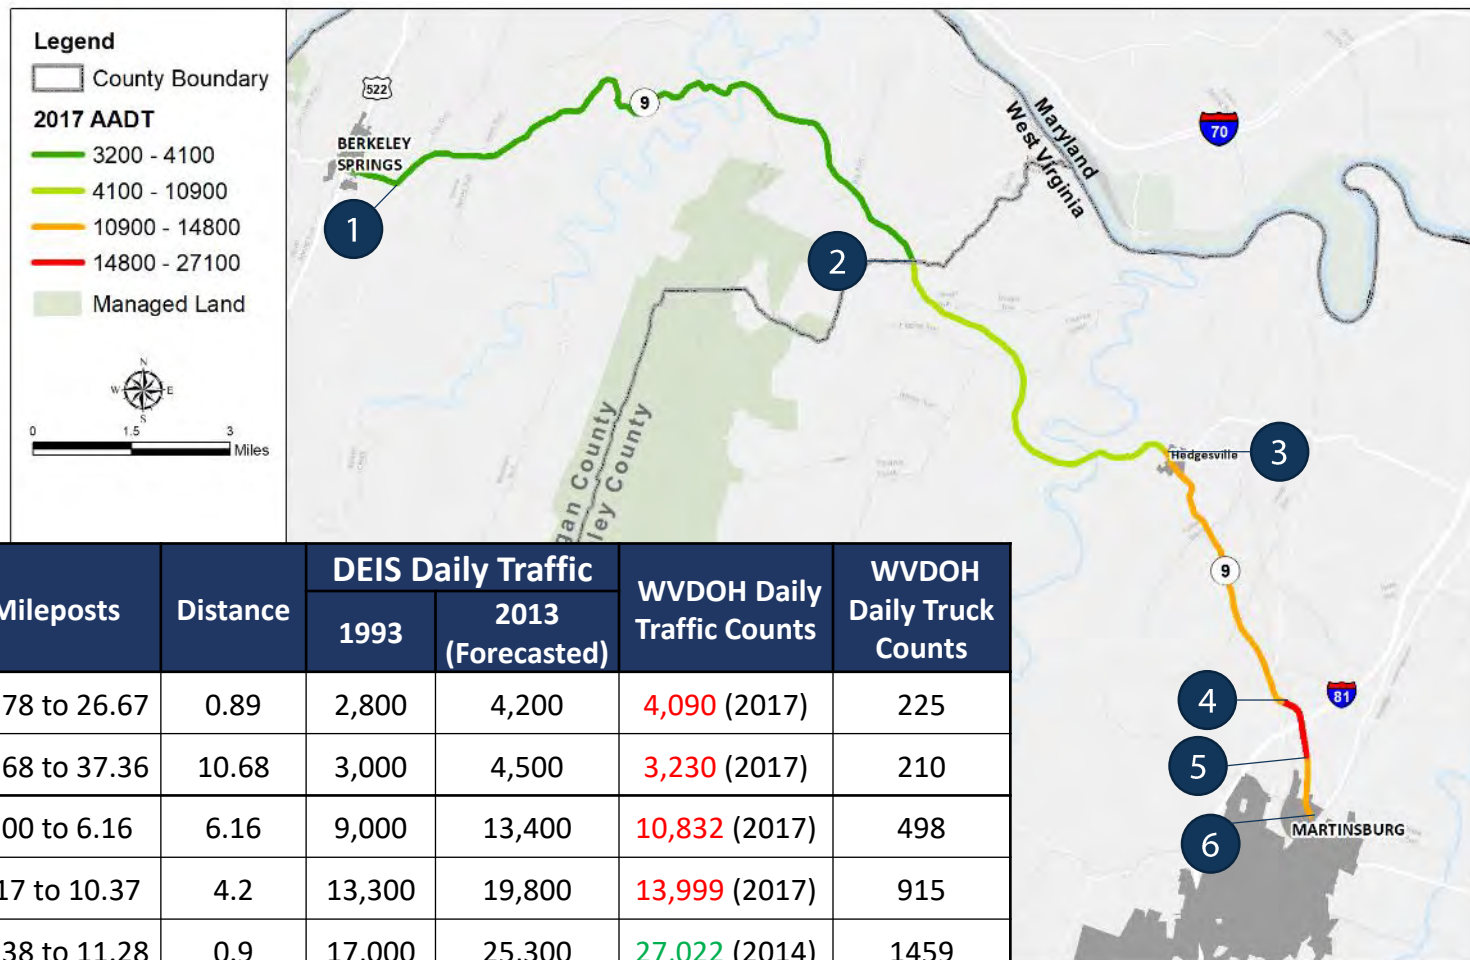 Legend
County Boundary
2017 AADT
3200 - 4100
4100 - 10900
10900 - 14800
14800 - 27100
Managed Land
N
W E
S
0 1.5 3
Miles
522
BERKELEY
SPRINGS
9
1
2
Maryland
West Virginia
70
gan County
ley County
Hedgesville
3
9
4
81
5
6
MARTINSBURG
Mileposts Distance DEIS Daily Traffic WVDOH Daily Traffic Counts WVDOH Daily Truck Counts
1993 2013 (Forecasted)
78 to 26.67 0.89 2,800 4,200 4,090 (2017) 225
68 to 37.36 10.68 3,000 4,500 3,230 (2017) 210
00 to 6.16 6.16 9,000 13,400 10,832 (2017) 498
17 to 10.37 4.2 13,300 19,800 13,999 (2017) 915
38 to 11.28 0.9 17,000 25,300 27,022 (2014) 1459